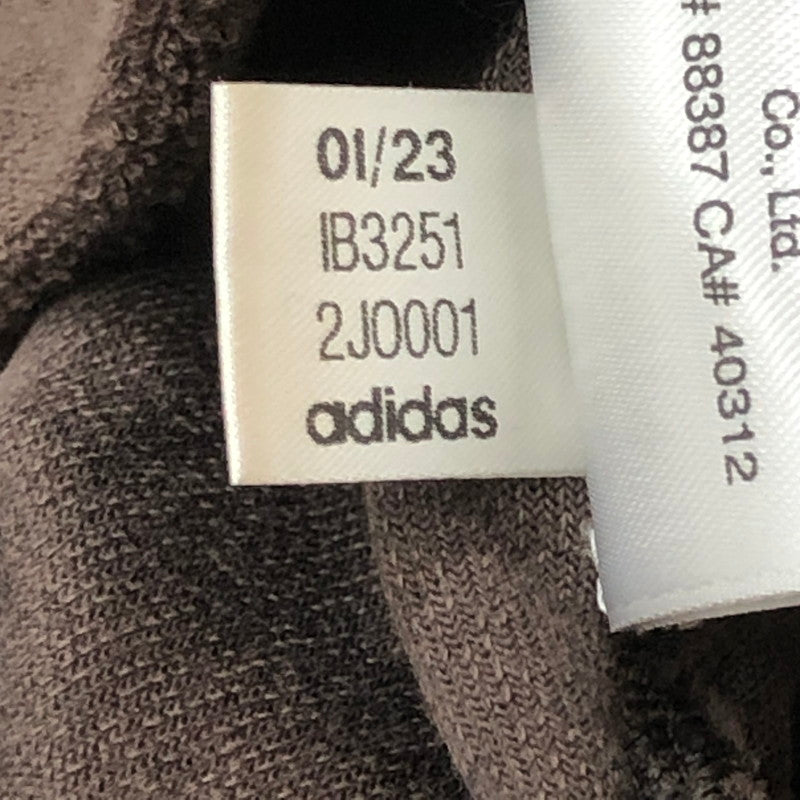 01/23
IB3251
2J0001
adidas
# 88387 CA# 40312
Co., Ltd.